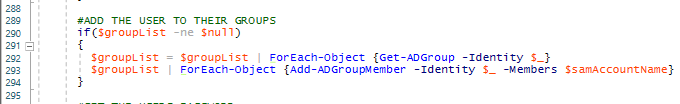 288
289 #ADD THE USER TO THEIR GROUPS
290 if($groupList -ne $null)
291 {
292 $groupList = $groupList | ForEach-Object {Get-ADGroup -Identity $_}
293 $groupList | ForEach-Object {Add-ADGroupMember -Identity $_ -Members $samAccountName}
294 }
295